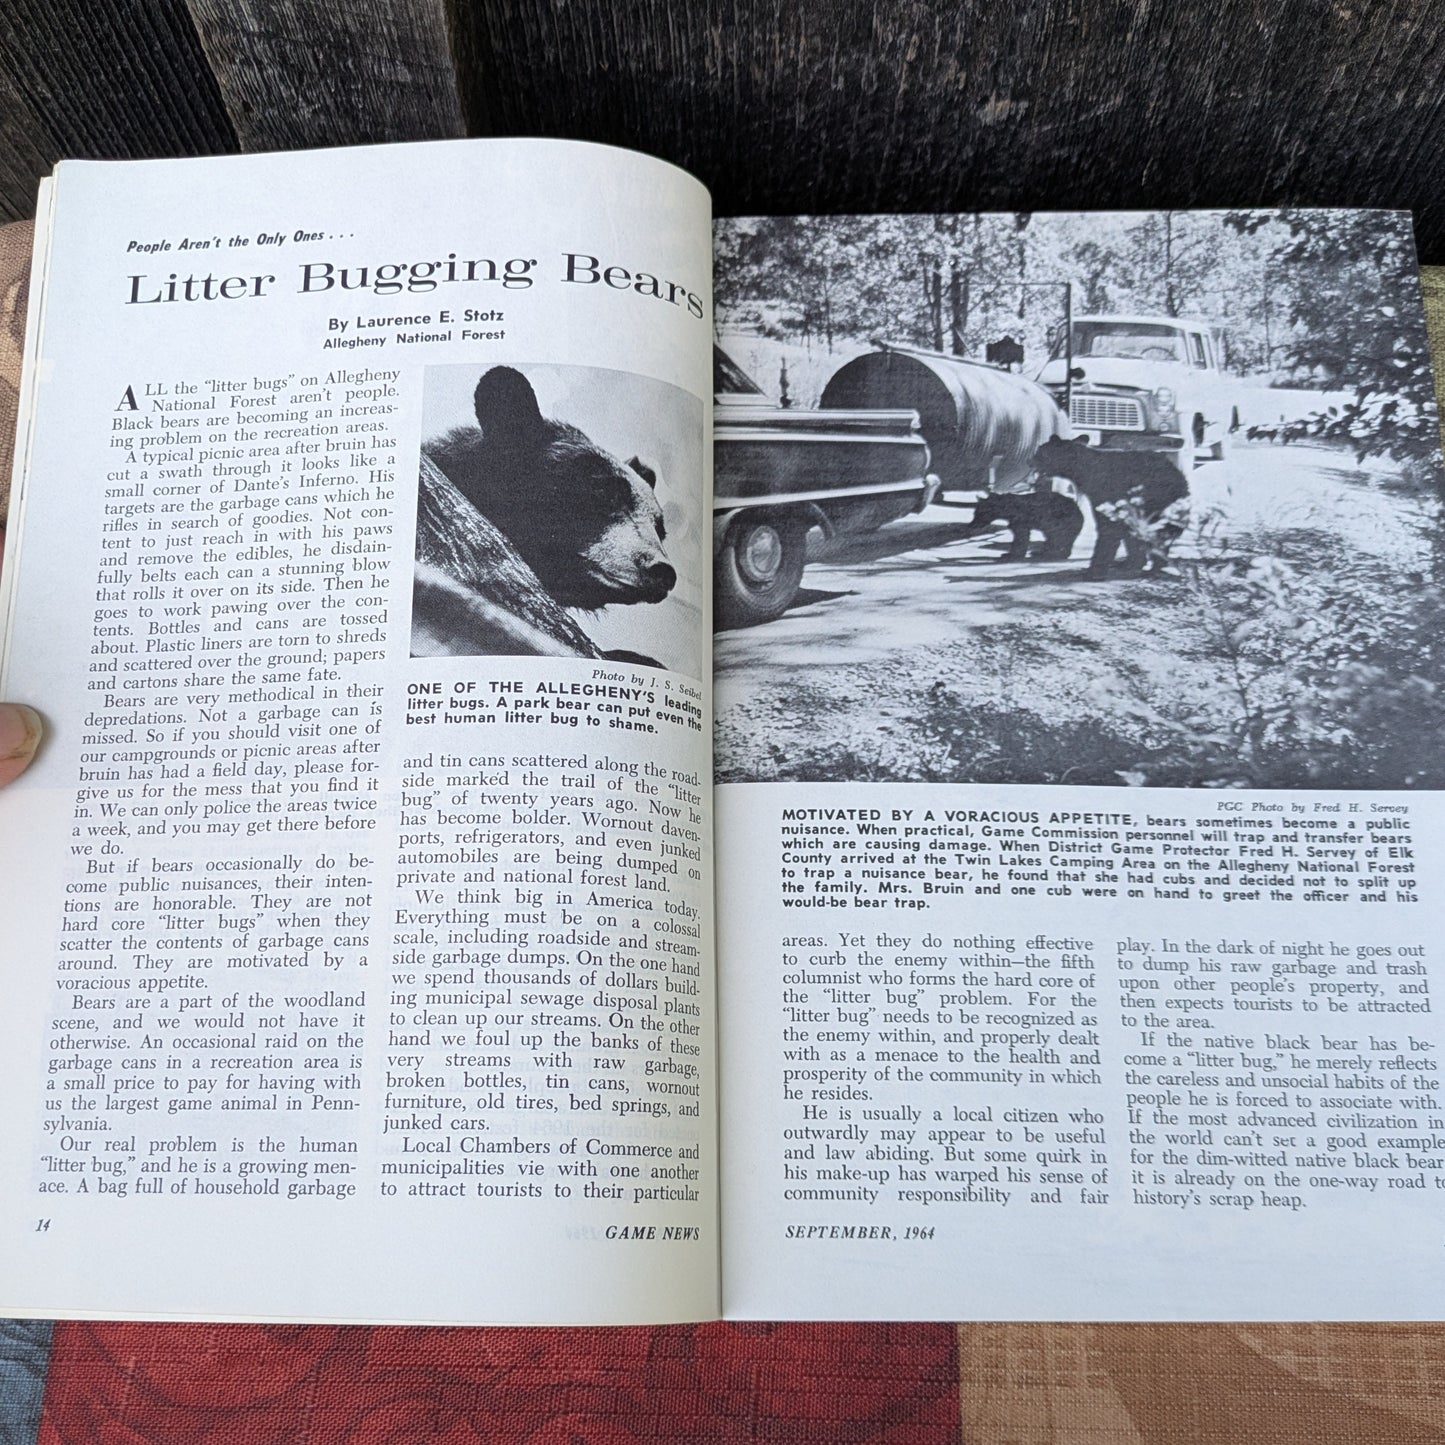 People Aren't the Only Ones . . .
Litter Bugging Bears
By Laurence E. Stotz
Allegheny National Forest
ALL the "litter bugs" on Allegheny
National Forest aren't people.
Black bears are becoming an increas-
ing problem on the recreation areas.
A typical picnic area after bruin has
cut a swath through it looks like a
small corner of Dante's Inferno. His
targets are the garbage cans which he
rifles in search of goodies. Not con-
tent to just reach in with his paws
and remove the edibles, he disdain-
fully belts each can a stunning blow
that rolls it over on its side. Then he
goes to work pawing over the con-
tents. Bottles and cans are tossed
about. Plastic liners are torn to shreds
and scattered over the ground; papers
and cartons share the same fate.
Bears are very methodical in their
depredations. Not a garbage can is
missed. So if you should visit one of
our campgrounds or picnic areas after
bruin has had a field day, please for-
give us for the mess that you find it
in. We can only police the areas twice
a week, and you may get there before
we do.
But if bears occasionally do be-
come public nuisances, their inten-
tions are honorable. They are not
hard core "litter bugs" when they
scatter the contents of garbage cans
around. They are motivated by a
voracious appetite.
Bears are a part of the woodland
scene, and we would not have it
otherwise. An occasional raid on the
garbage cans in a recreation area is
a small price to pay for having with
us the largest game animal in Penn-
sylvania.
Our real problem is the human
"litter bug," and he is a growing men-
ace. A bag full of household garbage
Photo by J. S. Seibel
ONE OF THE ALLEGHENY'S leading
litter bugs. A park bear can put even the
best human litter bug to shame.
and tin cans scattered along the road-
side marked the trail of the "litter
bug" of twenty years ago. Now he
has become bolder. Wornout daven-
ports, refrigerators, and even junked
automobiles are being dumped on
private and national forest land.
We think big in America today.
Everything must be on a colossal
scale, including roadside and stream-
side garbage dumps. On the one hand
we spend thousands of dollars build-
ing municipal sewage disposal plants
to clean up our streams. On the other
hand we foul up the banks of these
very streams with raw garbage,
broken bottles, tin cans, wornout
furniture, old tires, bed springs, and
junked cars.
Local Chambers of Commerce and
municipalities vie with one another
to attract tourists to their particular
14
GAME NEWS
PGC Photo by Fred H. Servey
MOTIVATED BY A VORACIOUS APPETITE, bears sometimes become a public
nuisance. When practical, Game Commission personnel will trap and transfer bears
which are causing damage. When District Game Protector Fred H. Servey of Elk
County arrived at the Twin Lakes Camping Area on the Allegheny National Forest
to trap a nuisance bear, he found that she had cubs and decided not to split up
the family. Mrs. Bruin and one cub were on hand to greet the officer and his
would-be bear trap.
areas. Yet they do nothing effective
to curb the enemy within—the fifth
columnist who forms the hard core of
the "litter bug" problem. For the
"litter bug" needs to be recognized as
the enemy within, and properly dealt
with as a menace to the health and
prosperity of the community in which
he resides.
He is usually a local citizen who
outwardly may appear to be useful
and law abiding. But some quirk in
his make-up has warped his sense of
community responsibility and fair
play. In the dark of night he goes out
to dump his raw garbage and trash
upon other people's property, and
then expects tourists to be attracted
to the area.
If the native black bear has be-
come a "litter bug," he merely reflects
the careless and unsocial habits of the
people he is forced to associate with.
If the most advanced civilization in
the world can't set a good example
for the dim-witted native black bear
it is already on the one-way road to
history's scrap heap.
SEPTEMBER, 1964